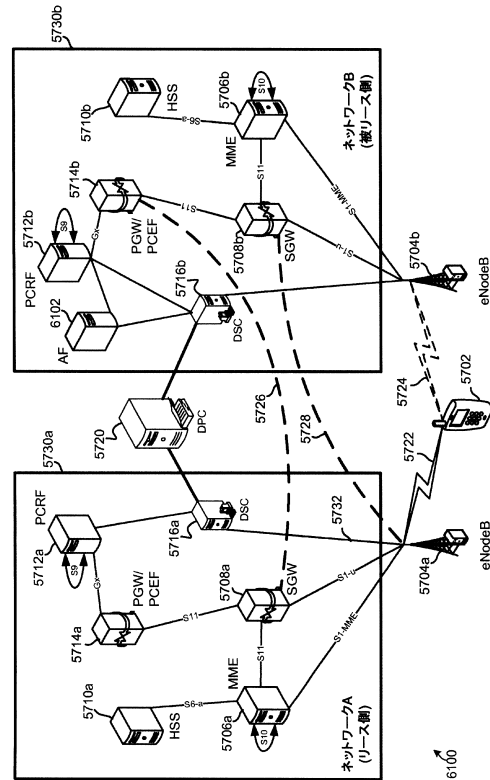 5730b
5710b
HSS
S6-a
5706b
S10
MME
5714b
PGW/
PCEF
S11
S11
S1-MME
ネットワークB
(被リース側)
5712b
S9
Gx
PCRF
6102
AF
5716b
DSC
5708b
SGW
S1-u
5704b
eNodeB
5720
DPC
5726
5728
5724
5702
5722
5730a
PCRF
5712a
S9
Gx
5716a
DSC
5732
PGW/
PCEF
5714a
S11
5708a
SGW
S1-u
5704a
eNodeB
5710a
HSS
S6-a
MME
5706a
S10
S11
S1-MME
ネットワークA
(リース側)
6100